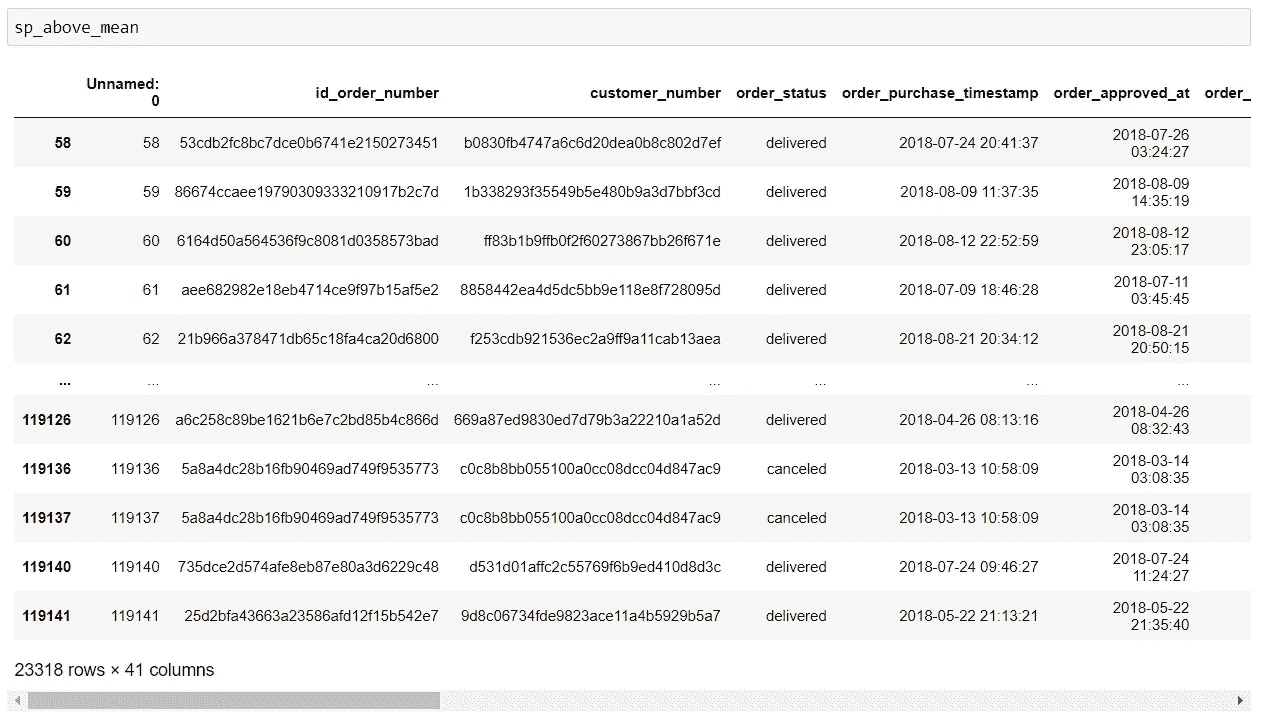 sp_above_mean
Unnamed: 0 id_order_number customer_number order_status order_purchase_timestamp order_approved_at order_
58 58 53cdb2fc8bc7dce0b6741e2150273451 b0830fb4747a6c6d20dea0b8c802d7ef delivered 2018-07-24 20:41:37 2018-07-26 03:24:27
59 59 86674ccaee19790309333210917b2c7d 1b338293f35549b5e480b9a3d7bbf3cd delivered 2018-08-09 11:37:35 2018-08-09 14:35:19
60 60 6164d50a564536f9c8081d0358573bad ff83b1b9ffb0f2f60273867bb26f671e delivered 2018-08-12 22:52:59 2018-08-12 23:05:17
61 61 aee682982e18eb4714ce9f97b15af5e2 8858442ea4d5dc5bb9e118e8f728095d delivered 2018-07-09 18:46:28 2018-07-11 03:45:45
62 62 21b966a378471db65c18fa4ca20d6800 f253cdb921536ec2a9ff9a11cab13aea delivered 2018-08-21 20:34:12 2018-08-21 20:50:15
... ... ... ... ... ... ...
119126 119126 a6c258c89be1621b6e7c2bd85b4c866d 669a87ed9830ed7d79b3a22210a1a52d delivered 2018-04-26 08:13:16 2018-04-26 08:32:43
119136 119136 5a8a4dc28b16fb90469ad749f9535773 c0c8b8bb055100a0cc08dcc04d847ac9 canceled 2018-03-13 10:58:09 2018-03-14 03:08:35
119137 119137 5a8a4dc28b16fb90469ad749f9535773 c0c8b8bb055100a0cc08dcc04d847ac9 canceled 2018-03-13 10:58:09 2018-03-14 03:08:35
119140 119140 735dce2d574afe8eb87e80a3d6229c48 d531d01affc2c55769f6b9ed410d8d3c delivered 2018-07-24 09:46:27 2018-07-24 11:24:27
119141 119141 25d2bfa43663a23586afd12f15b542e7 9d8c06734fde9823ace11a4b5929b5a7 delivered 2018-05-22 21:13:21 2018-05-22 21:35:40
23318 rows × 41 columns